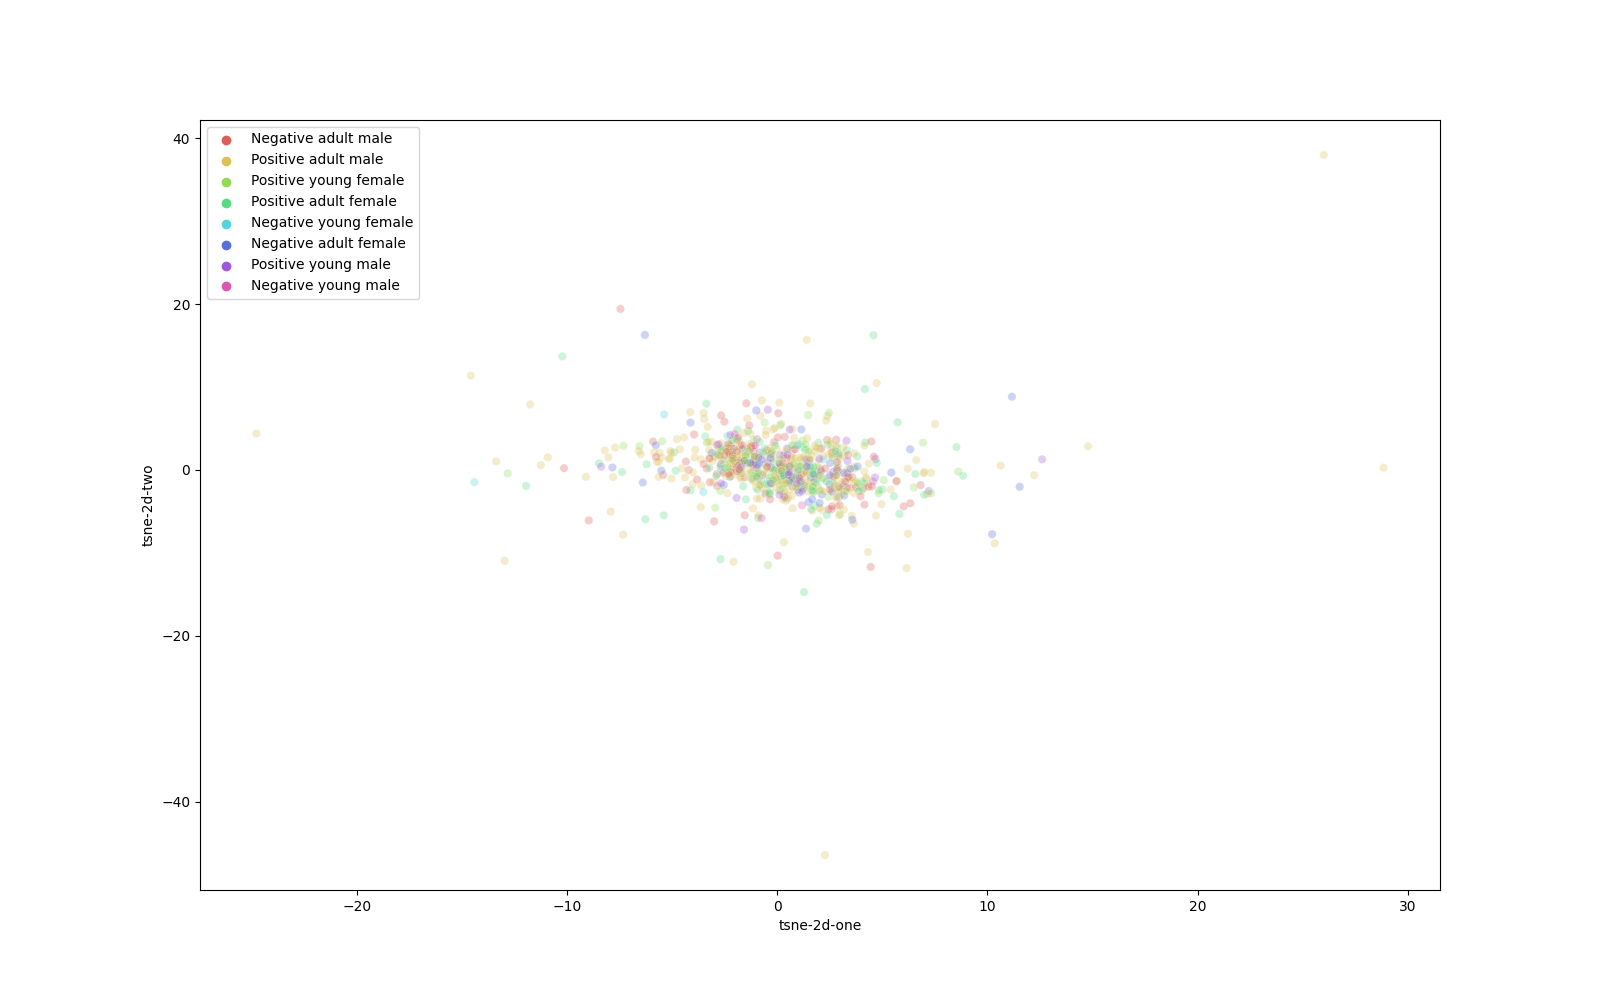 Negative adult male
Positive adult male
Positive young female
Positive adult female
Negative young female
Negative adult female
Positive young male
Negative young male
40
20
0
−20
−40
tsne-2d-two
−20
−10
0
10
20
30
tsne-2d-one